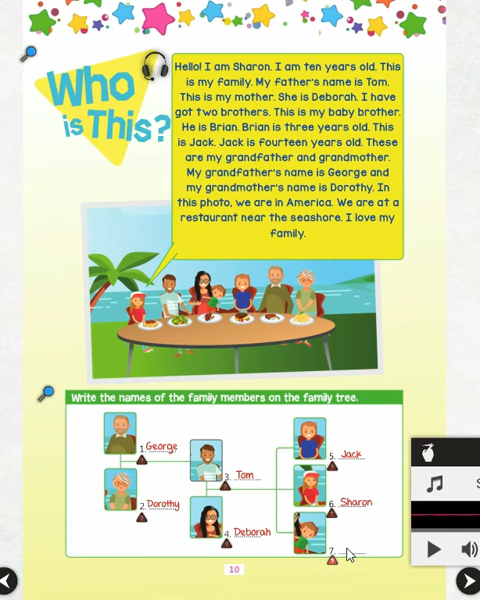 Who
is This?
Hello! I am Sharon. I am ten years old. This
is my family. My father's name is Tom.
This is my mother. She is Deborah. I have
got two brothers. This is my baby brother.
He is Brian. Brian is three years old. This
is Jack. Jack is fourteen years old. These
are my grandfather and grandmother.
My grandfather's name is George and
my grandmother's name is Dorothy. In
this photo, we are in America. We are at a
restaurant near the seashore. I love my
family.
Write the names of the family members on the family tree.
1. George
2. Dorothy
3. Tom
4. Deborah
5. Jack
6. Sharon
7. ..........
10
S